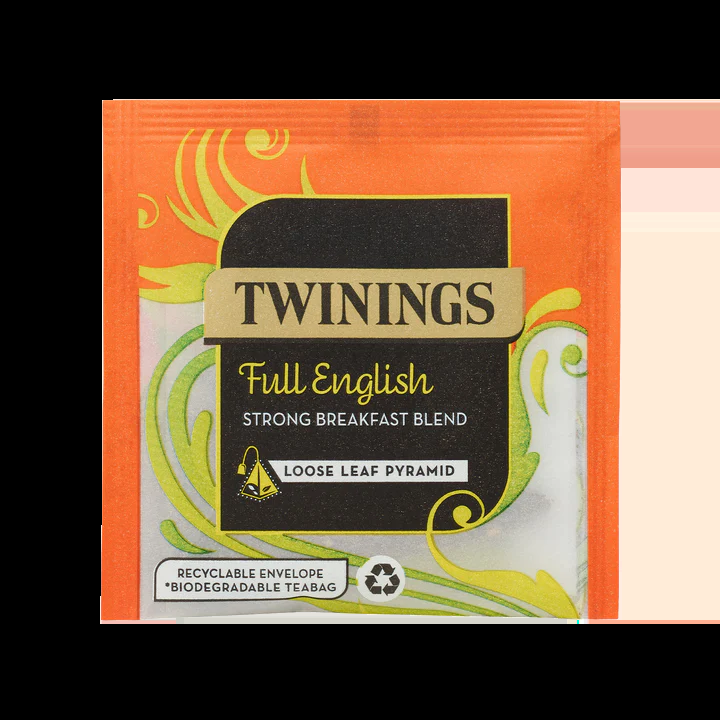 TWININGS
Full English
STRONG BREAKFAST BLEND
LOOSE LEAF PYRAMID
RECYCLABLE ENVELOPE
*BIODEGRADABLE TEABAG